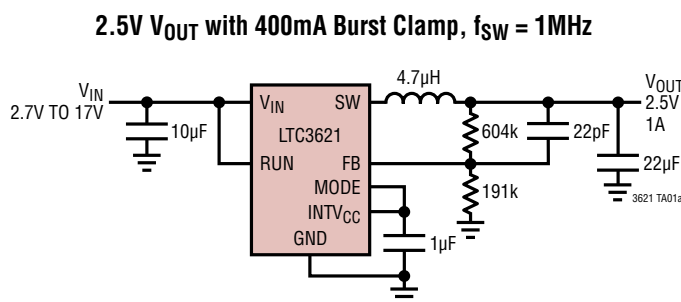 2.5V VOUT with 400mA Burst Clamp, fSW = 1MHz
VIN
2.7V TO 17V
10µF
VIN
SW
LTC3621
RUN
FB
MODE
INTVCC
GND
4.7µH
604k
22pF
191k
1µF
VOUT
2.5V
1A
22µF
3621 TA01a